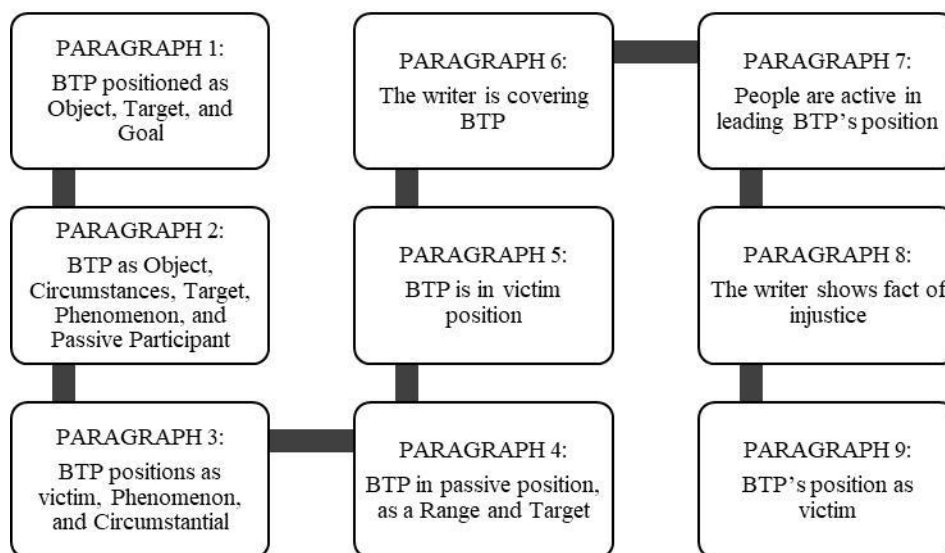 PARAGRAPH 1:
BTP positioned as
Object, Target, and
Goal
PARAGRAPH 2:
BTP as Object,
Circumstances, Target,
Phenomenon, and
Passive Participant
PARAGRAPH 3:
BTP positions as
victim, Phenomenon,
and Circumstantial
PARAGRAPH 4:
BTP in passive position,
as a Range and Target
PARAGRAPH 5:
BTP is in victim
position
PARAGRAPH 6:
The writer is covering
BTP
PARAGRAPH 7:
People are active in
leading BTP’s position
PARAGRAPH 8:
The writer shows fact of
injustice
PARAGRAPH 9:
BTP’s position as
victim